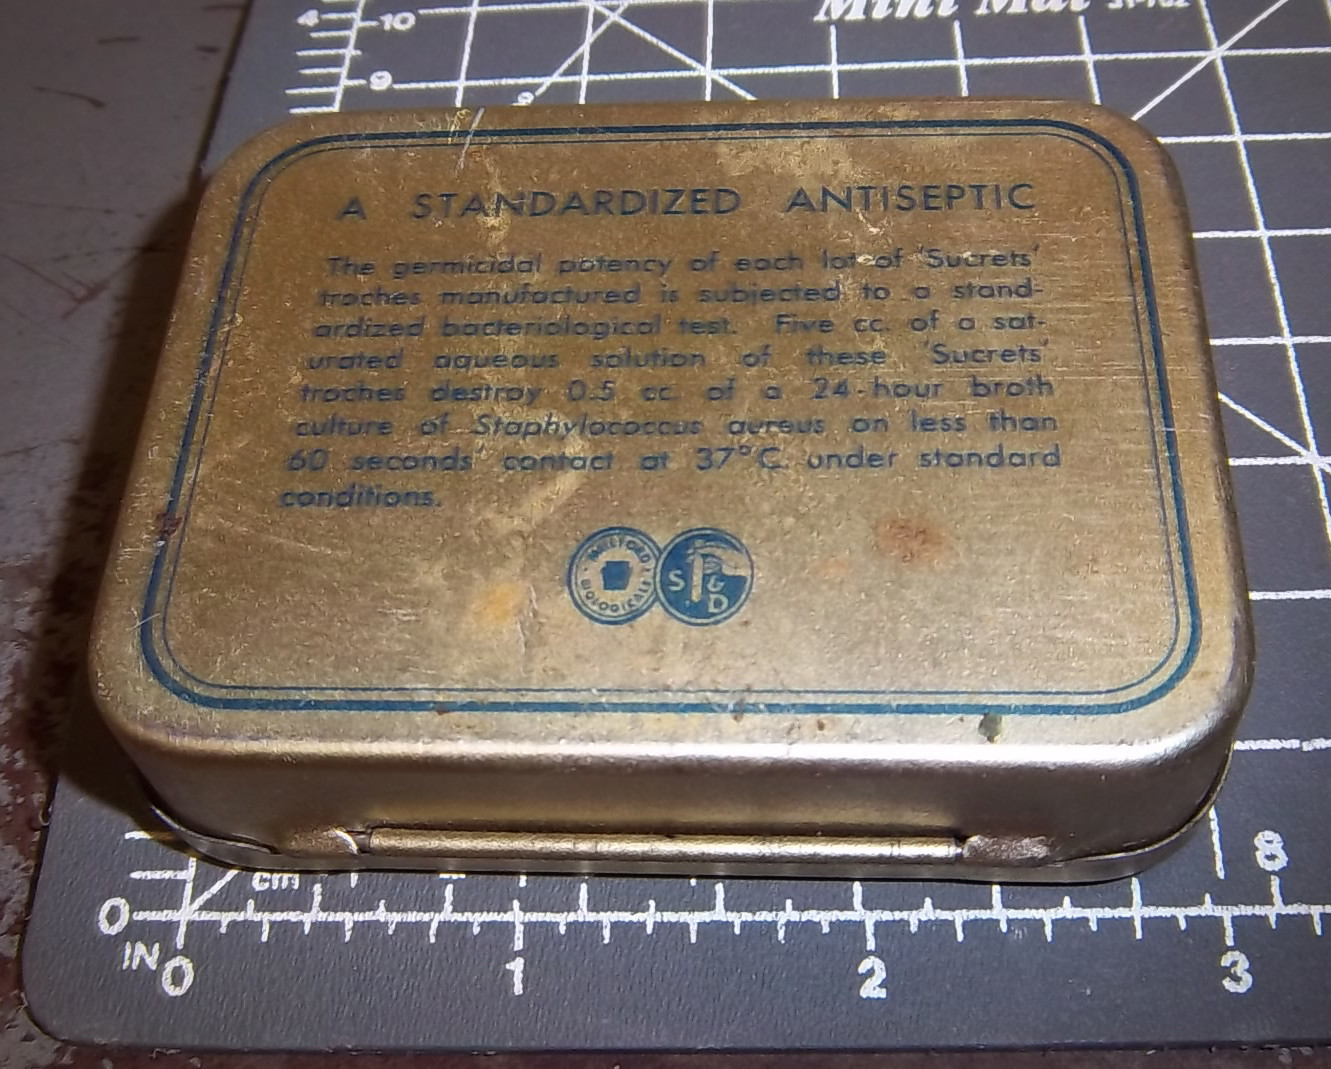 4 10
Mini Mat
9
A STANDARDIZED ANTISEPTIC
The germicidal potency of each lot of 'Sucrets'
troches manufactured is subjected to a stand-
ardized bacteriological test. Five cc. of a sat-
urated aqueous solution of these 'Sucrets'
troches destroy 0.5 cc. of a 24-hour broth
culture of Staphylococcus aureus on less than
60 seconds' contact at 37°C. under standard
conditions.
MULFORD
BIOLOGICALS
S & D
8
cm
0
IN 0 1 2 3